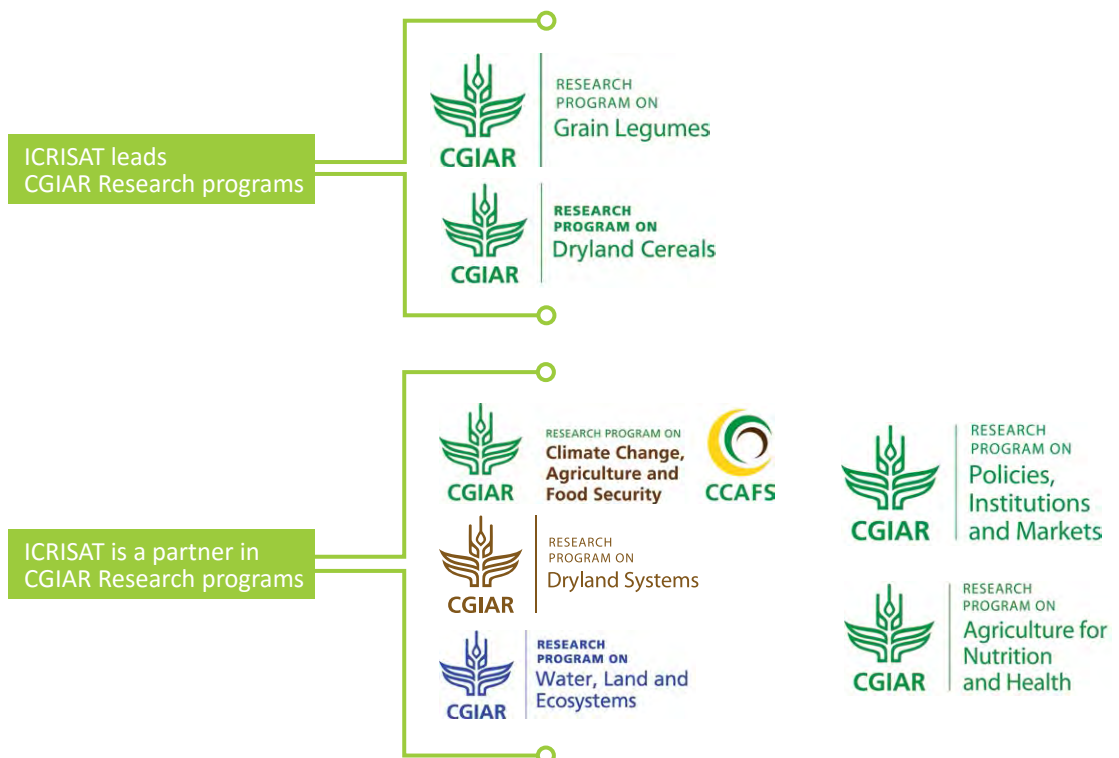 ICRISAT leads
CGIAR Research programs
CGIAR
RESEARCH
PROGRAM ON
Grain Legumes
CGIAR
RESEARCH
PROGRAM ON
Dryland Cereals
ICRISAT is a partner in
CGIAR Research programs
CGIAR
RESEARCH PROGRAM ON
Climate Change,
Agriculture and
Food Security
CCAFS
CGIAR
RESEARCH
PROGRAM ON
Dryland Systems
CGIAR
RESEARCH
PROGRAM ON
Water, Land and
Ecosystems
CGIAR
RESEARCH
PROGRAM ON
Policies,
Institutions
and Markets
CGIAR
RESEARCH
PROGRAM ON
Agriculture for
Nutrition
and Health